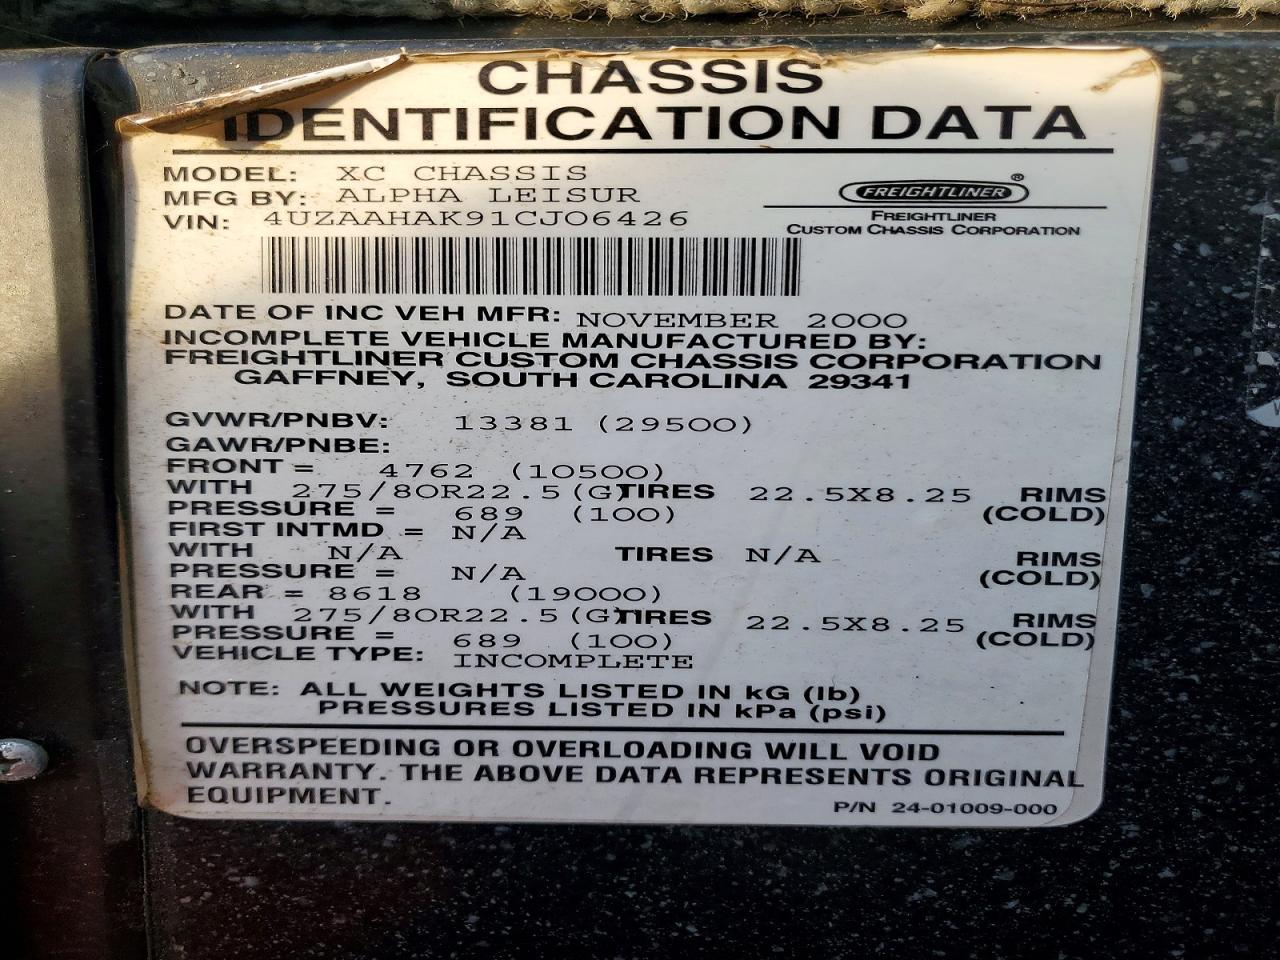 CHASSIS
IDENTIFICATION DATA
MODEL: XC CHASSIS
MFG BY: ALPHA LEISUR
VIN: 4UZAAHAK91CJ06426
FREIGHTLINER ®
FREIGHTLINER
CUSTOM CHASSIS CORPORATION
DATE OF INC VEH MFR: NOVEMBER 2000
INCOMPLETE VEHICLE MANUFACTURED BY:
FREIGHTLINER CUSTOM CHASSIS CORPORATION
GAFFNEY, SOUTH CAROLINA 29341
GVWR/PNBV: 13381 (29500)
GAWR/PNBE:
FRONT = 4762 (10500)
WITH 275/80R22.5(G) TIRES 22.5X8.25 RIMS
PRESSURE = 689 (100) (COLD)
FIRST INTMD = N/A
WITH N/A TIRES N/A RIMS
PRESSURE = N/A (COLD)
REAR = 8618 (19000)
WITH 275/80R22.5(G) TIRES 22.5X8.25 RIMS
PRESSURE = 689 (100) (COLD)
VEHICLE TYPE: INCOMPLETE
NOTE: ALL WEIGHTS LISTED IN kG (lb)
PRESSURES LISTED IN kPa (psi)
OVERSPEEDING OR OVERLOADING WILL VOID
WARRANTY. THE ABOVE DATA REPRESENTS ORIGINAL
EQUIPMENT.
P/N 24-01009-000